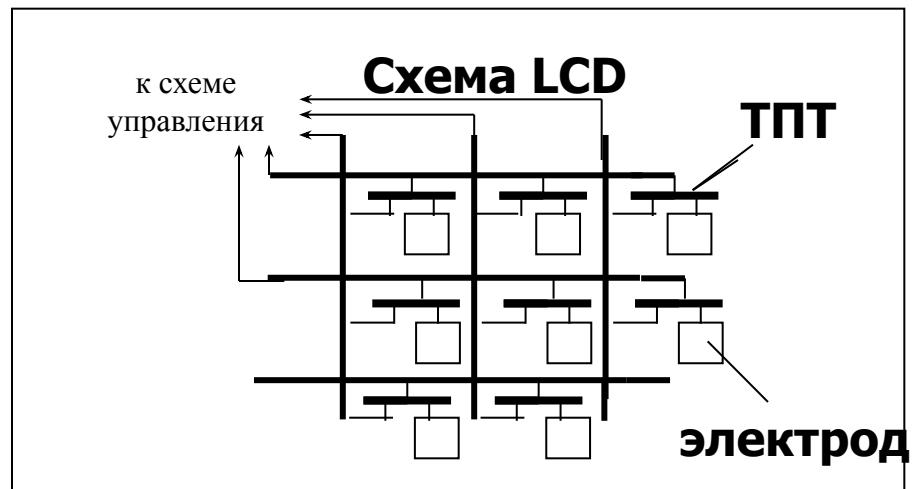 Схема LCD
к схеме
управления
ТПТ
электрод